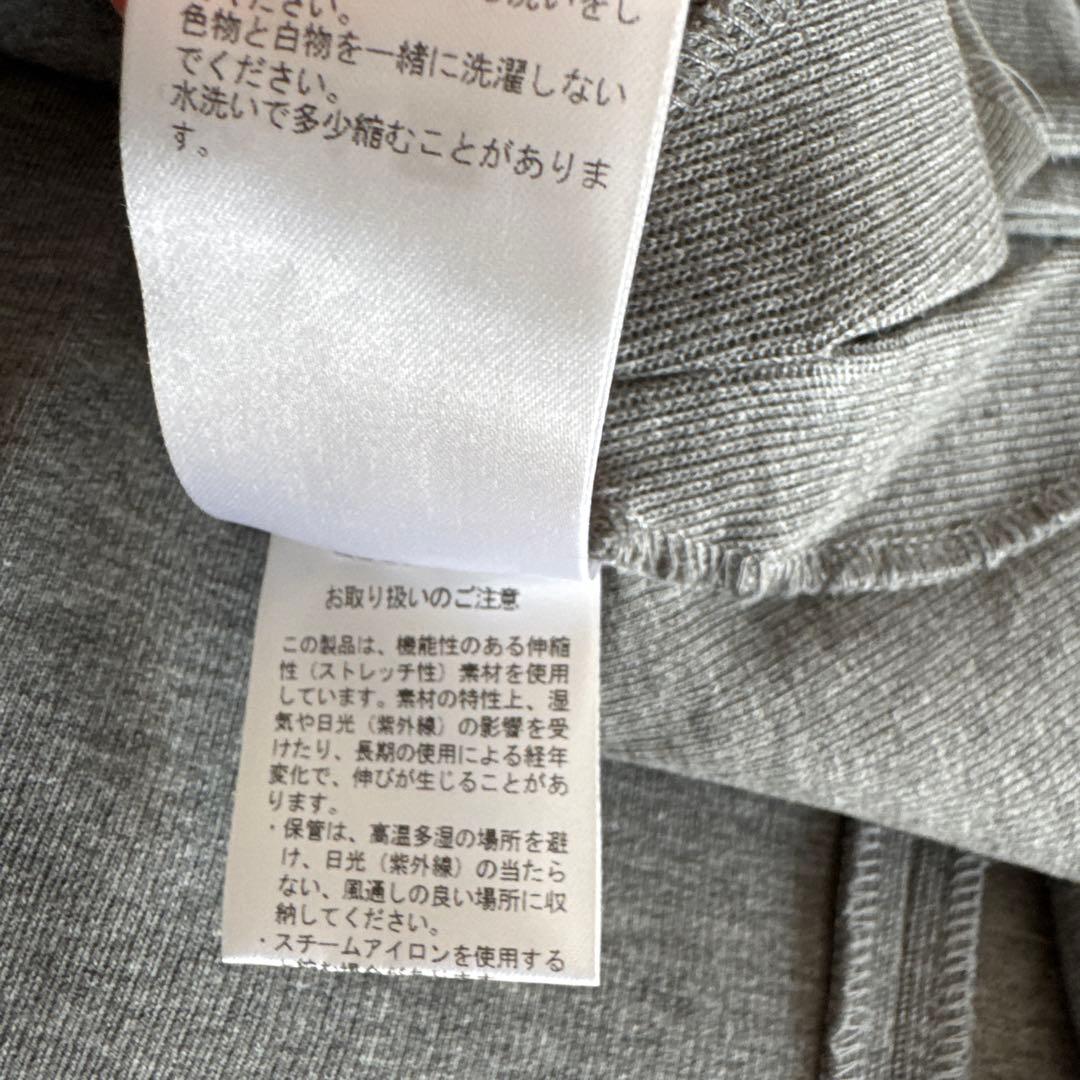 ください。
洗いをし
色物と白物を一緒に洗濯しない
でください。
水洗いで多少縮むことがありま
す。
お取り扱いのご注意
この製品は、機能性のある伸縮
性（ストレッチ性）素材を使用
しています。素材の特性上、湿
気や日光（紫外線）の影響を受
けたり、長期の使用による経年
変化で、伸びが生じることがあ
ります。
・保管は、高温多湿の場所を避
け、日光（紫外線）の当たら
ない、風通しの良い場所に収
納してください。
・スチームアイロンを使用する